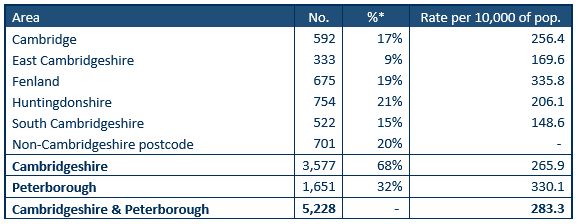 Area No. %* Rate per 10,000 of pop.
Cambridge 592 17% 256.4
East Cambridgeshire 333 9% 169.6
Fenland 675 19% 335.8
Huntingdonshire 754 21% 206.1
South Cambridgeshire 522 15% 148.6
Non-Cambridgeshire postcode 701 20% -
Cambridgeshire 3,577 68% 265.9
Peterborough 1,651 32% 330.1
Cambridgeshire & Peterborough 5,228 - 283.3